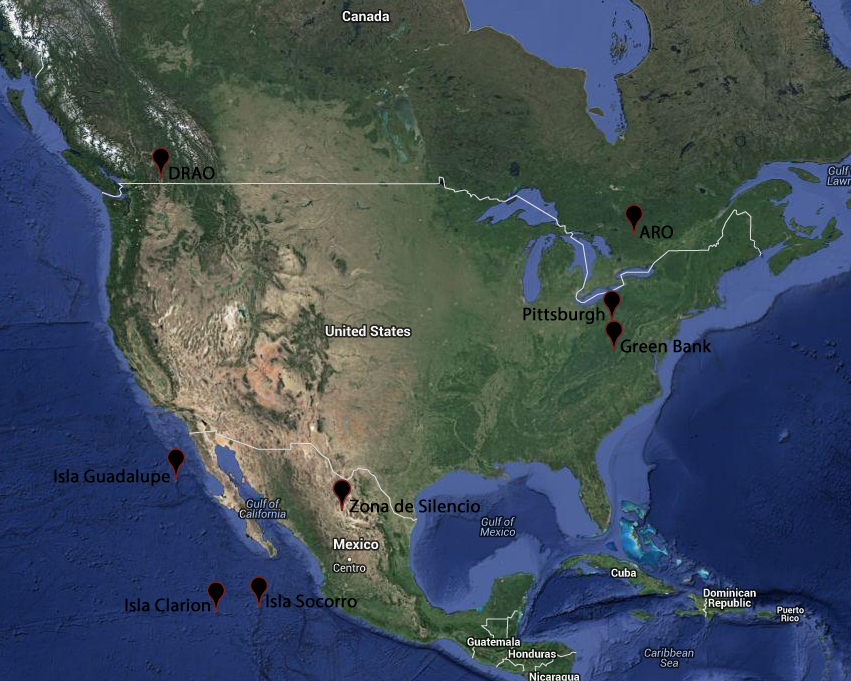 Canada
DRAO
Gulf
Lawr
ARO
Pittsburgh
United States
Green Bank
Isla Guadalupe
Gulf of
California
Zona de Silencio
Gulf of
Mexico
Mexico
Centro
Cuba
Isla Clarion
Isla Socorro
Dominican
Republic
Puerto
Rico
Guatemala
Honduras
Caribbean
Sea
Nicaragua